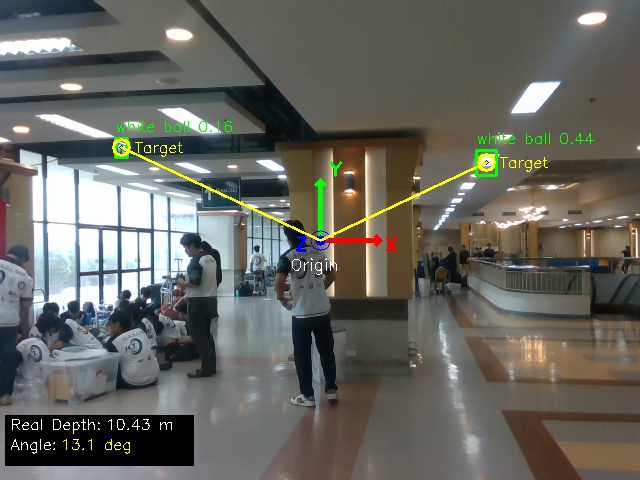 white ball 0.16
Target
white ball 0.44
Target
Y
DIAMOND
Z
X
Origin
Real Depth: 10.43 m
Angle: 13.1 deg